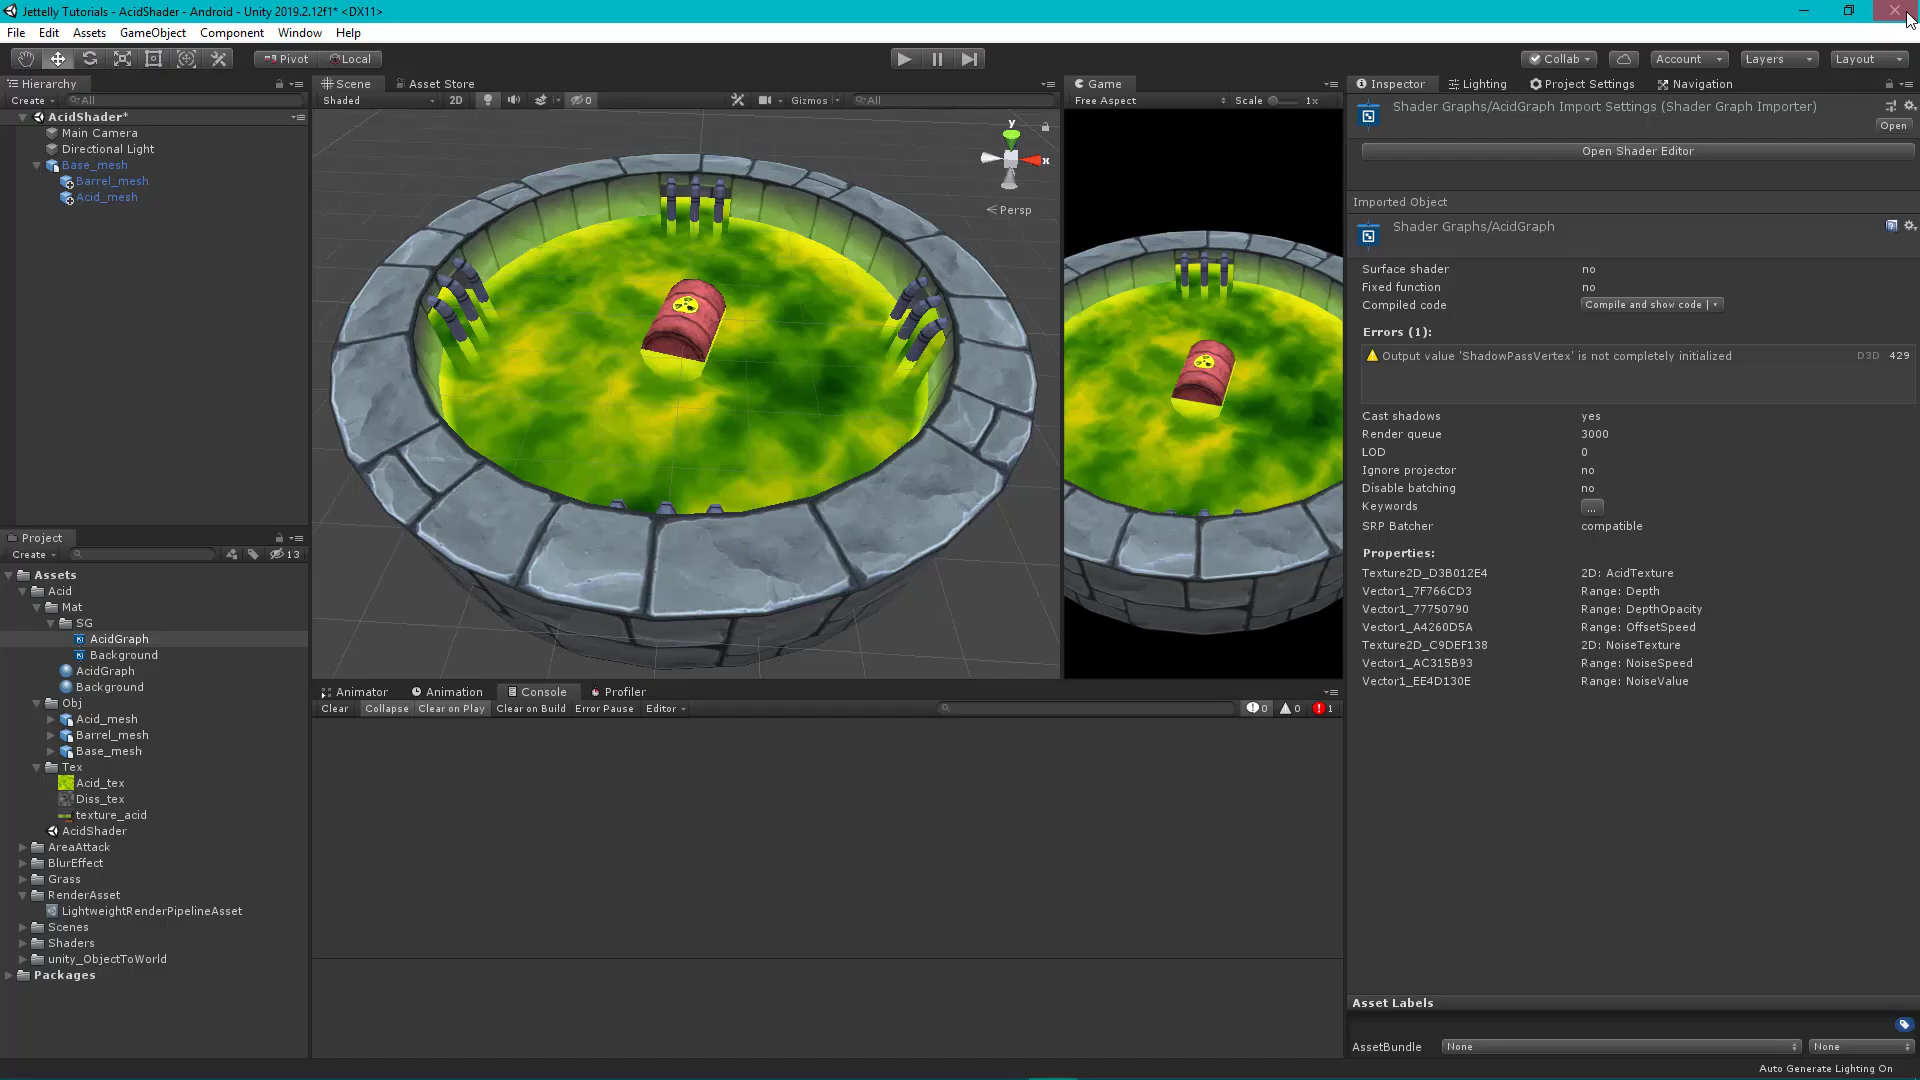 Jettelly Tutorials - AcidShader - Android - Unity 2019.2.12f1* <DX11>
File Edit Assets GameObject Component Window Help
Pivot Local Collab Account Layers Layout
Hierarchy
Create All
AcidShader*
Main Camera
Directional Light
Base_mesh
Barrel_mesh
Acid_mesh
Scene Asset Store
Shaded 2D 0 Gizmos All
y
x
Persp
Game
Free Aspect Scale 1x
Inspector Lighting Project Settings Navigation
Shader Graphs/AcidGraph Import Settings (Shader Graph Importer)
Open
Open Shader Editor
Imported Object
Shader Graphs/AcidGraph
Surface shader no
Fixed function no
Compiled code Compile and show code
Errors (1):
Output value 'ShadowPassVertex' is not completely initialized D3D 429
Cast shadows yes
Render queue 3000
LOD 0
Ignore projector no
Disable batching no
Keywords ...
SRP Batcher compatible
Properties:
Texture2D_D3B012E4 2D: AcidTexture
Vector1_7F766CD3 Range: Depth
Vector1_77750790 Range: DepthOpacity
Vector1_A4260D5A Range: OffsetSpeed
Texture2D_C9DEF138 2D: NoiseTexture
Vector1_AC315B93 Range: NoiseSpeed
Vector1_EE4D130E Range: NoiseValue
Project
Create 13
Assets
Acid
Mat
SG
AcidGraph
Background
AcidGraph
Background
Obj
Acid_mesh
Barrel_mesh
Base_mesh
Tex
Acid_tex
Diss_tex
texture_acid
AcidShader
AreaAttack
BlurEffect
Grass
RenderAsset
LightweightRenderPipelineAsset
Scenes
Shaders
unity_ObjectToWorld
Packages
Animator Animation Console Profiler
Clear Collapse Clear on Play Clear on Build Error Pause Editor 0 0 1
Asset Labels
AssetBundle None None
Auto Generate Lighting On